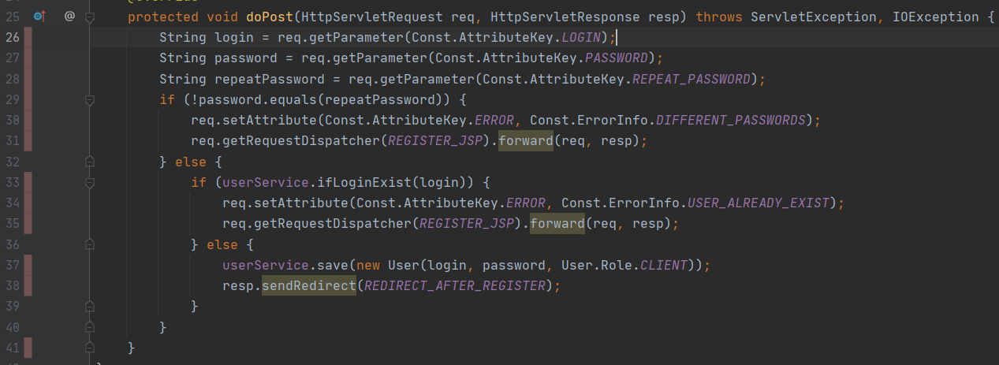 25 @ protected void doPost(HttpServletRequest req, HttpServletResponse resp) throws ServletException, IOException {
26 String login = req.getParameter(Const.AttributeKey.LOGIN);
27 String password = req.getParameter(Const.AttributeKey.PASSWORD);
28 String repeatPassword = req.getParameter(Const.AttributeKey.REPEAT_PASSWORD);
29 if (!password.equals(repeatPassword)) {
30 req.setAttribute(Const.AttributeKey.ERROR, Const.ErrorInfo.DIFFERENT_PASSWORDS);
31 req.getRequestDispatcher(REGISTER_JSP).forward(req, resp);
32 } else {
33 if (userService.ifLoginExist(login)) {
34 req.setAttribute(Const.AttributeKey.ERROR, Const.ErrorInfo.USER_ALREADY_EXIST);
35 req.getRequestDispatcher(REGISTER_JSP).forward(req, resp);
36 } else {
37 userService.save(new User(login, password, User.Role.CLIENT));
38 resp.sendRedirect(REDIRECT_AFTER_REGISTER);
39 }
40 }
41 }